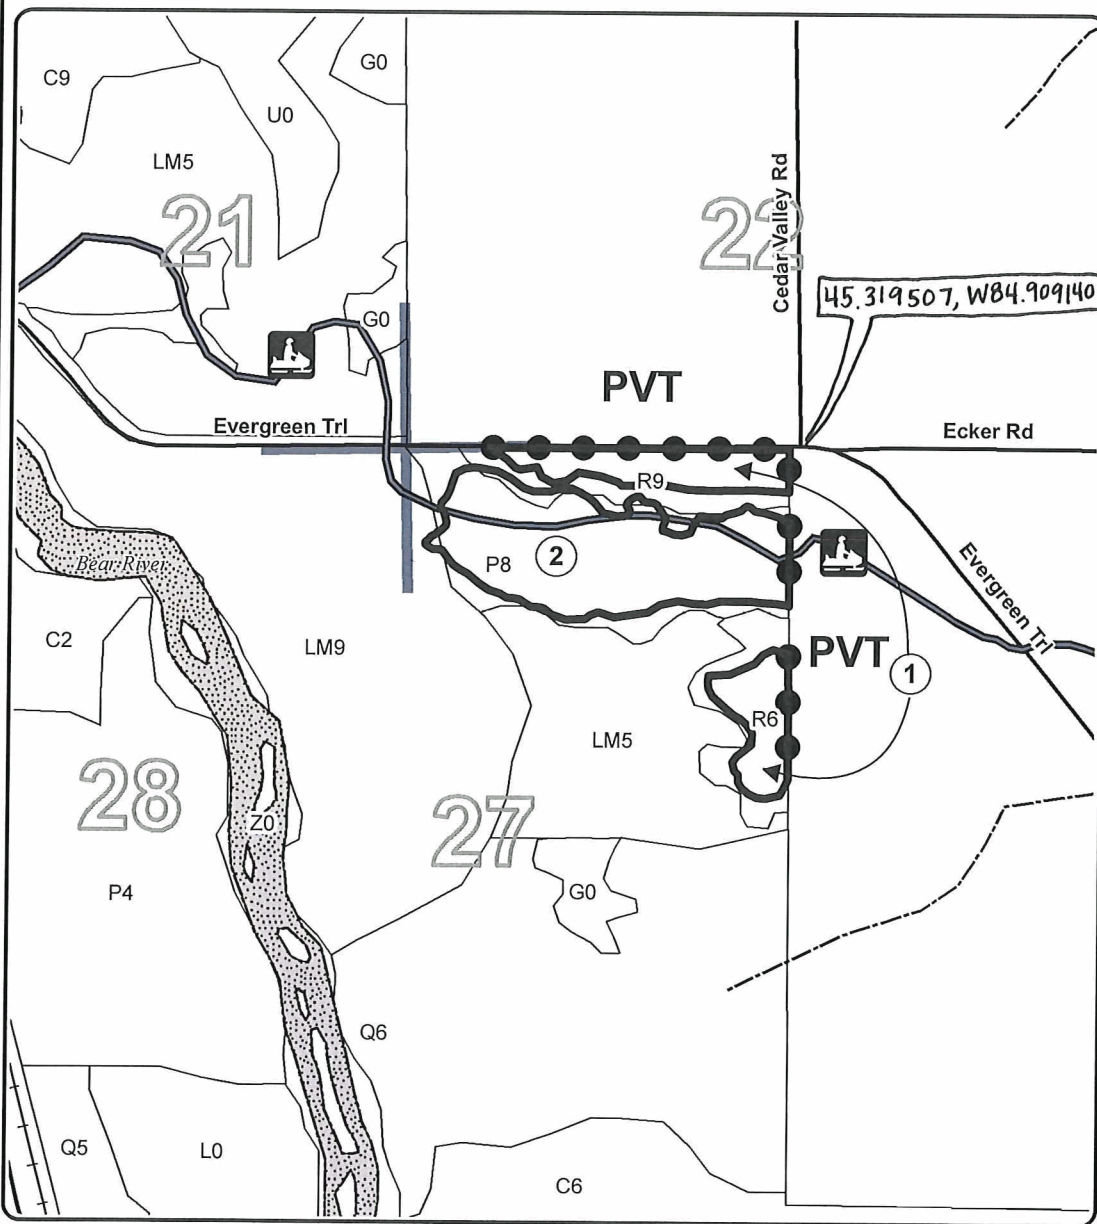 C9
G0
U0
LM5
21
22
Cedar Valley Rd
45.319507, W84.909140
G0
PVT
Evergreen Trl
Ecker Rd
R9
2
P8
Bear River
Evergreen Trl
C2
LM9
PVT
1
R6
LM5
28
27
Z0
P4
G0
Q6
Q5
L0
C6